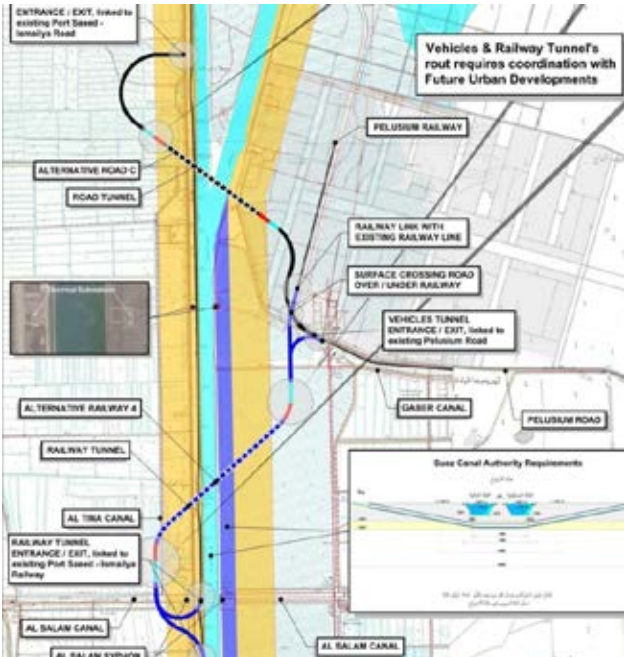 ENTRANCE / EXIT, linked to
existing Port Saeed -
Ismailya Road
Vehicles & Railway Tunnel's
rout requires coordination with
Future Urban Developments
PELUSIUM RAILWAY
ALTERNATIVE ROAD C
ROAD TUNNEL
RAILWAY LINK WITH
EXISTING RAILWAY LINE
SURFACE CROSSING ROAD
OVER / UNDER RAILWAY
VEHICLES TUNNEL
ENTRANCE / EXIT, linked to
existing Pelusium Road
ALTERNATIVE RAILWAY 4
GABER CANAL
PELUSIUM ROAD
RAILWAY TUNNEL
Suez Canal Authority Requirements
AL TINA CANAL
RAILWAY TUNNEL
ENTRANCE / EXIT, linked to
existing Port Saeed - Ismailya
Railway
AL SALAM CANAL
AL SALAM CANAL
AL SALAM SYPHON